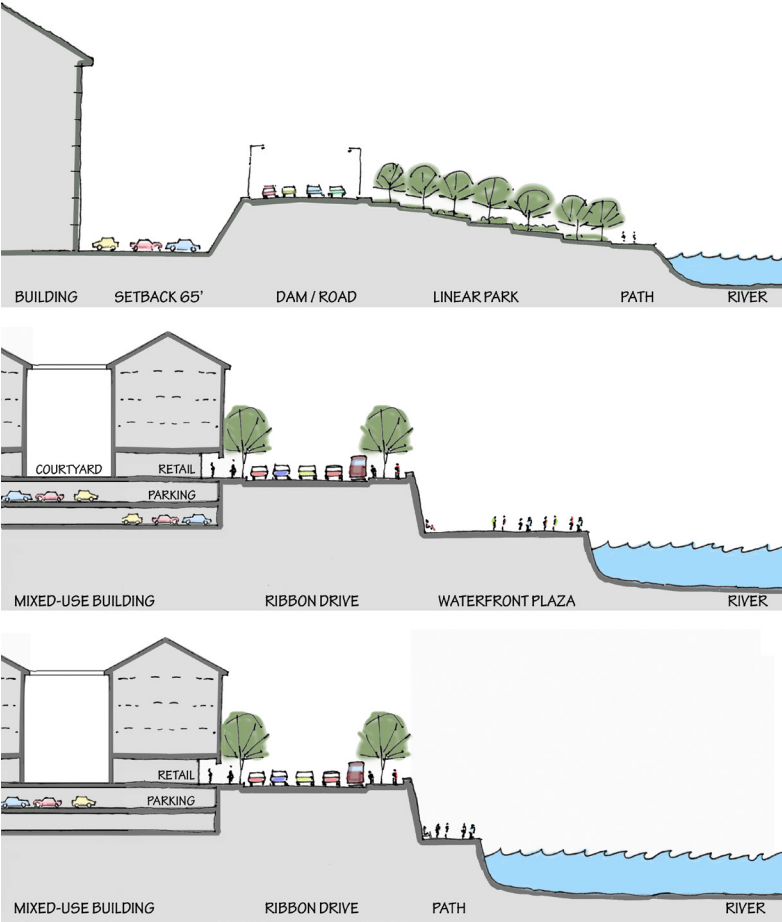 BUILDING SETBACK 65' DAM / ROAD LINEAR PARK PATH RIVER
COURTYARD RETAIL
PARKING
MIXED-USE BUILDING RIBBON DRIVE WATERFRONT PLAZA RIVER
RETAIL
PARKING
MIXED-USE BUILDING RIBBON DRIVE PATH RIVER